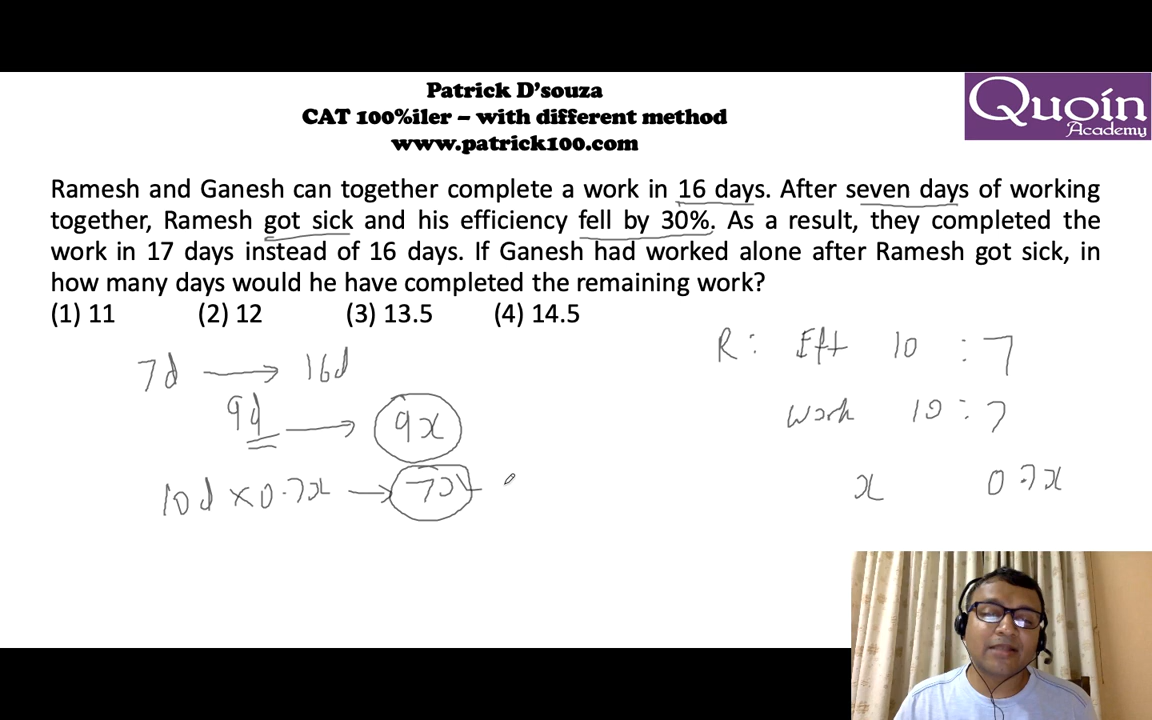 Patrick D’souza
CAT 100%iler – with different method
www.patrick100.com
Quoin
Academy
Ramesh and Ganesh can together complete a work in 16 days. After seven days of working
together, Ramesh got sick and his efficiency fell by 30%. As a result, they completed the
work in 17 days instead of 16 days. If Ganesh had worked alone after Ramesh got sick, in
how many days would he have completed the remaining work?
(1) 11 (2) 12 (3) 13.5 (4) 14.5
7d → 16d
9d → 9x
10d × 0.7x → 7x
R: Eff 10 : 7
Work 10 : 7
x 0.7x